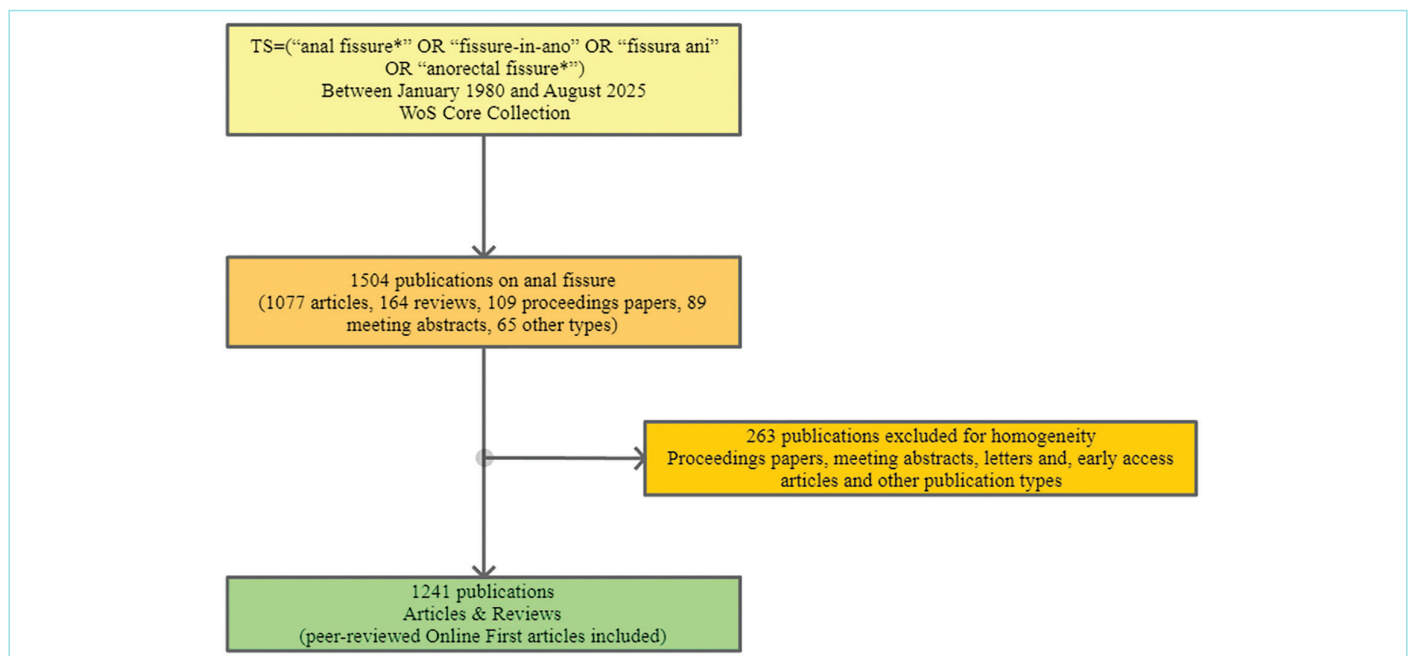 TS=(“anal fissure*” OR “fissure-in-ano” OR “fissura ani”
OR “anorectal fissure*”)
Between January 1980 and August 2025
WoS Core Collection
1504 publications on anal fissure
(1077 articles, 164 reviews, 109 proceedings papers, 89
meeting abstracts, 65 other types)
263 publications excluded for homogeneity
Proceedings papers, meeting abstracts, letters and, early access
articles and other publication types
1241 publications
Articles & Reviews
(peer-reviewed Online First articles included)